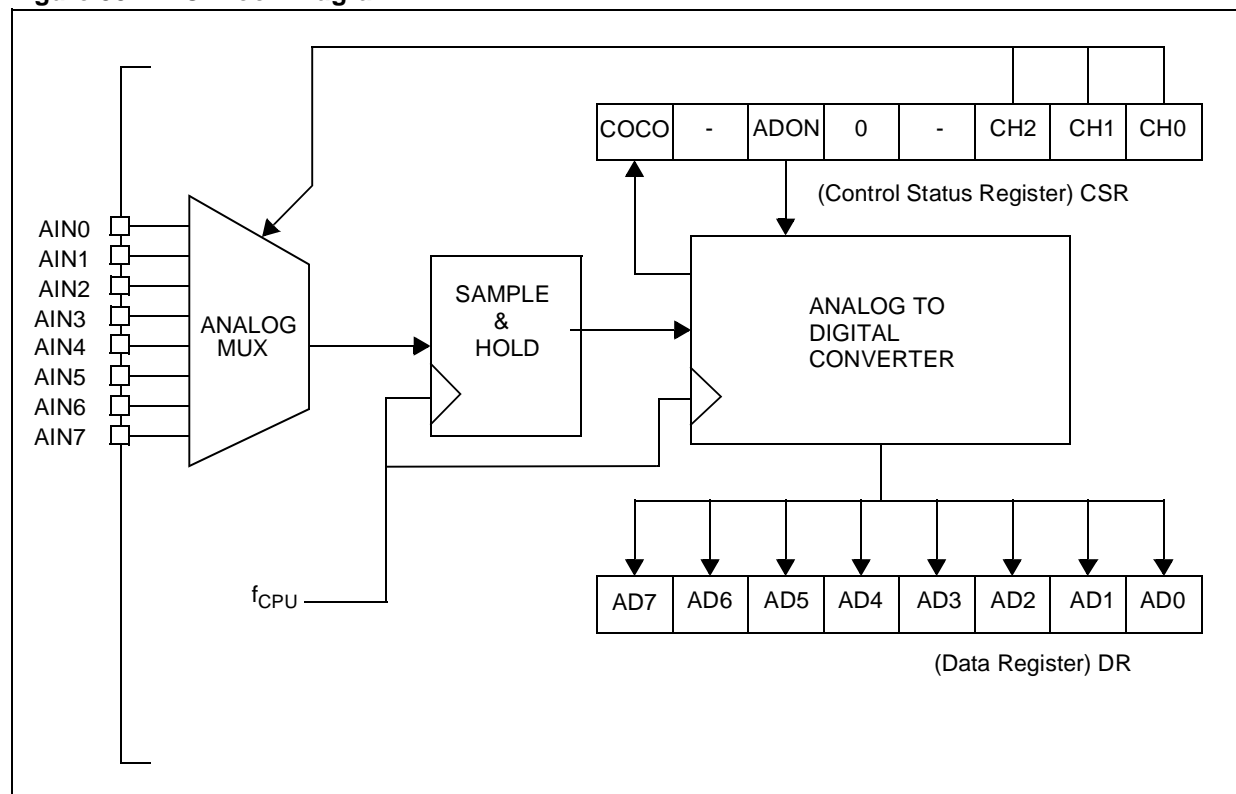 COCO - ADON 0 - CH2 CH1 CH0
(Control Status Register) CSR
AIN0
AIN1
AIN2
AIN3
AIN4
AIN5
AIN6
AIN7
ANALOG
MUX
SAMPLE
&
HOLD
ANALOG TO
DIGITAL
CONVERTER
fCPU
AD7 AD6 AD5 AD4 AD3 AD2 AD1 AD0
(Data Register) DR